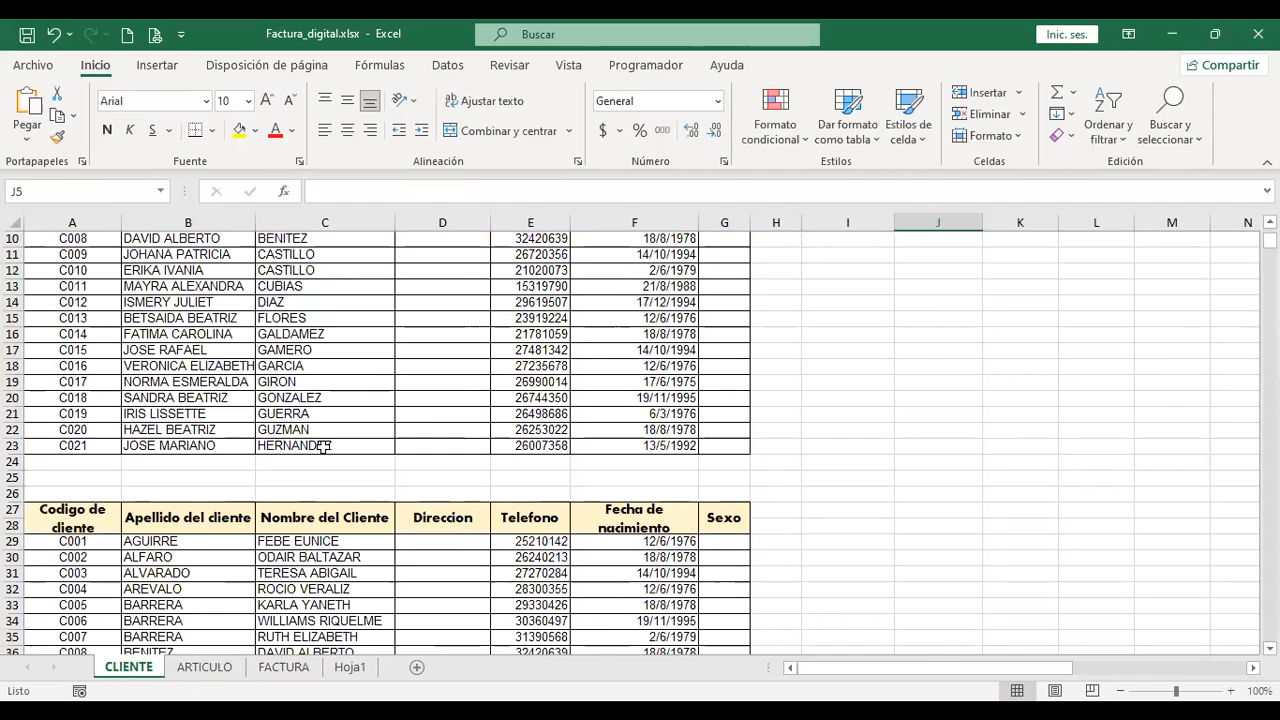 Factura_digital.xlsx - Excel
Buscar
Inic. ses.
Archivo Inicio Insertar Disposición de página Fórmulas Datos Revisar Vista Programador Ayuda Compartir
Pegar
Portapapeles
Arial 10
N K S
Fuente
Ajustar texto
Combinar y centrar
Alineación
General
$ % 000
Número
Formato condicional
Dar formato como tabla
Estilos de celda
Estilos
Insertar
Eliminar
Formato
Celdas
Ordenar y filtrar
Buscar y seleccionar
Edición
J5
A B C D E F G H I J K L M N
10 C008 DAVID ALBERTO BENITEZ 32420639 18/8/1978
11 C009 JOHANA PATRICIA CASTILLO 26720356 14/10/1994
12 C010 ERIKA IVANIA CASTILLO 21020073 2/6/1979
13 C011 MAYRA ALEXANDRA CUBIAS 15319790 21/8/1988
14 C012 ISMERY JULIET DIAZ 29619507 17/12/1994
15 C013 BETSAIDA BEATRIZ FLORES 23919224 12/6/1976
16 C014 FATIMA CAROLINA GALDAMEZ 21781059 18/8/1978
17 C015 JOSE RAFAEL GAMERO 27481342 14/10/1994
18 C016 VERONICA ELIZABETH GARCIA 27235678 12/6/1976
19 C017 NORMA ESMERALDA GIRON 26990014 17/6/1975
20 C018 SANDRA BEATRIZ GONZALEZ 26744350 19/11/1995
21 C019 IRIS LISSETTE GUERRA 26498686 6/3/1976
22 C020 HAZEL BEATRIZ GUZMAN 26253022 18/8/1978
23 C021 JOSE MARIANO HERNANDEZ 26007358 13/5/1992
24
25
26
27 Codigo de cliente Apellido del cliente Nombre del Cliente Direccion Telefono Fecha de nacimiento Sexo
28
29 C001 AGUIRRE FEBE EUNICE 25210142 12/6/1976
30 C002 ALFARO ODAIR BALTAZAR 26240213 18/8/1978
31 C003 ALVARADO TERESA ABIGAIL 27270284 14/10/1994
32 C004 AREVALO ROCIO VERALIZ 28300355 12/6/1976
33 C005 BARRERA KARLA YANETH 29330426 18/8/1978
34 C006 BARRERA WILLIAMS RIQUELME 30360497 19/11/1995
35 C007 BARRERA RUTH ELIZABETH 31390568 2/6/1979
36 C008 BENITEZ DAVID ALBERTO 32420639 18/8/1978
CLIENTE ARTICULO FACTURA Hoja1
Listo
100%